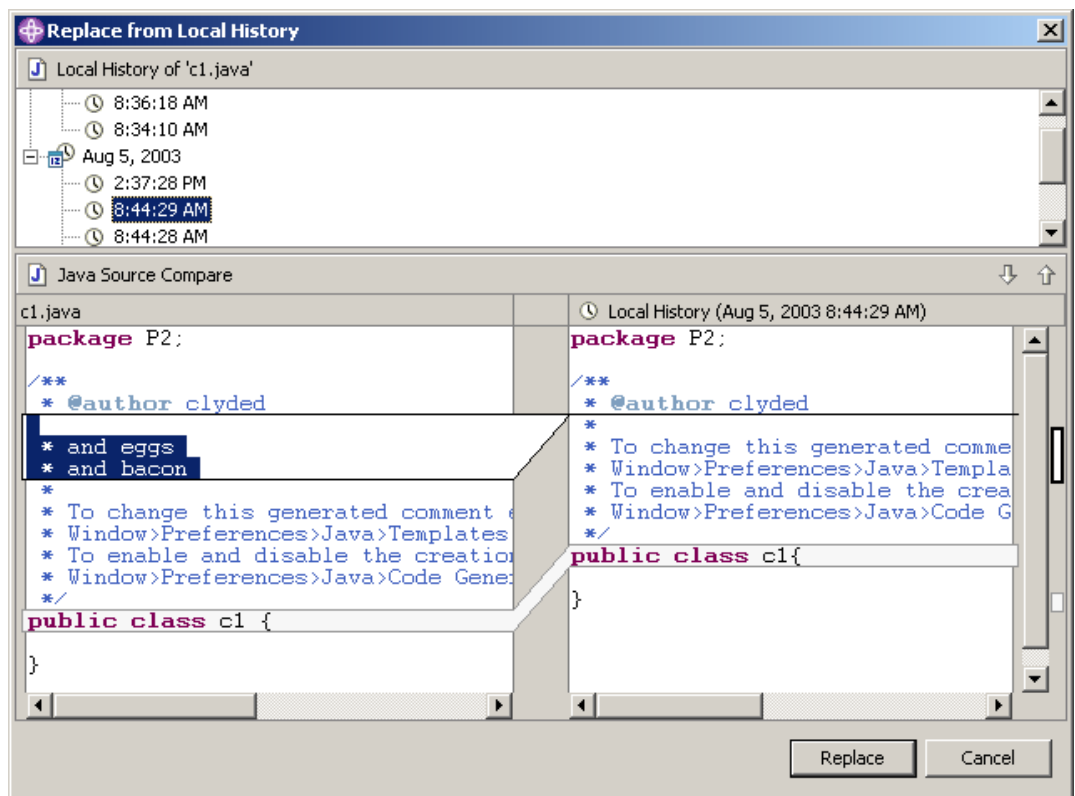 Replace from Local History
Local History of 'c1.java'
8:36:18 AM
8:34:10 AM
Aug 5, 2003
2:37:28 PM
8:44:29 AM
8:44:28 AM
Java Source Compare
c1.java
package P2;
/**
* @author clyded
* and eggs
* and bacon
*
* To change this generated comment
* Window>Preferences>Java>Templates
* To enable and disable the
* Window>Preferences>Java>Code
*/
public class c1 {
}
Local History (Aug 5, 2003 8:44:29 AM)
package P2;
/**
* @author clyded
*
* To change this generated
* Window>Preferences>Java>
* To enable and disable the
* Window>Preferences>Java>Code
*/
public class c1{
}
Replace
Cancel